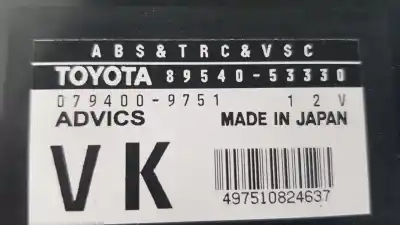 ABS&TRC&VSC
TOYOTA 89540-53330
079400-9751 12V
ADVICS MADE IN JAPAN
VK
497510824637